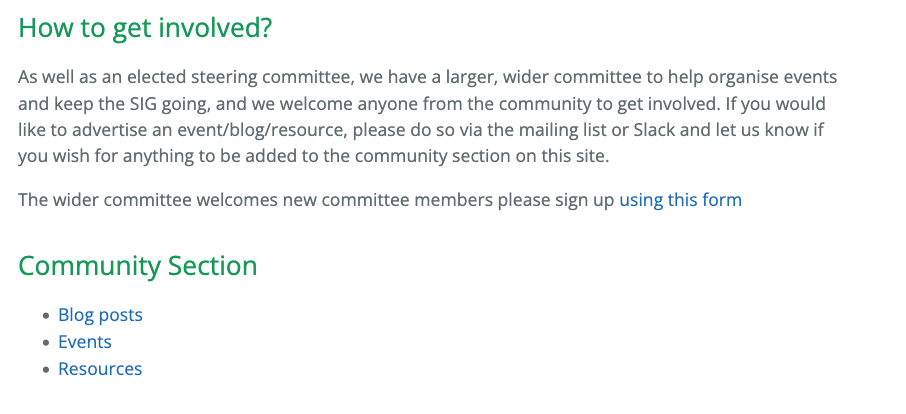 How to get involved?
As well as an elected steering committee, we have a larger, wider committee to help organise events
and keep the SIG going, and we welcome anyone from the community to get involved. If you would
like to advertise an event/blog/resource, please do so via the mailing list or Slack and let us know if
you wish for anything to be added to the community section on this site.
The wider committee welcomes new committee members please sign up using this form
Community Section
• Blog posts
• Events
• Resources